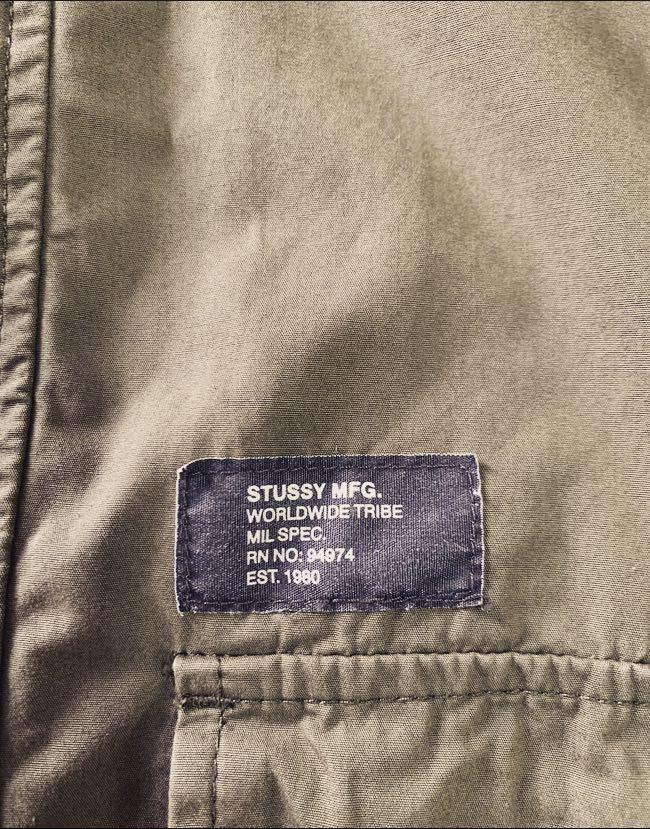 STUSSY MFG.
WORLDWIDE TRIBE
MIL SPEC.
RN NO: 94974
EST. 1980